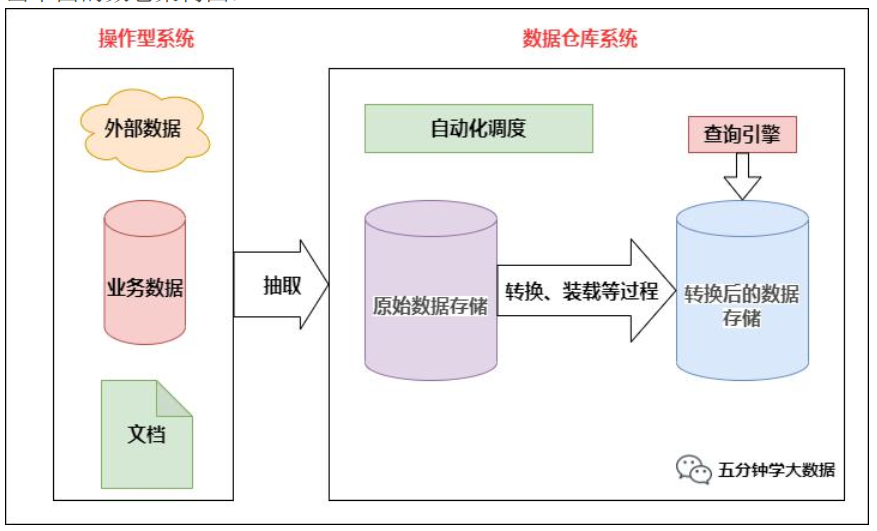 操作型系统
数据仓库系统
外部数据
业务数据
文档
抽取
自动化调度
查询引擎
原始数据存储
转换、装载等过程
转换后的数据
存储
五分钟学大数据